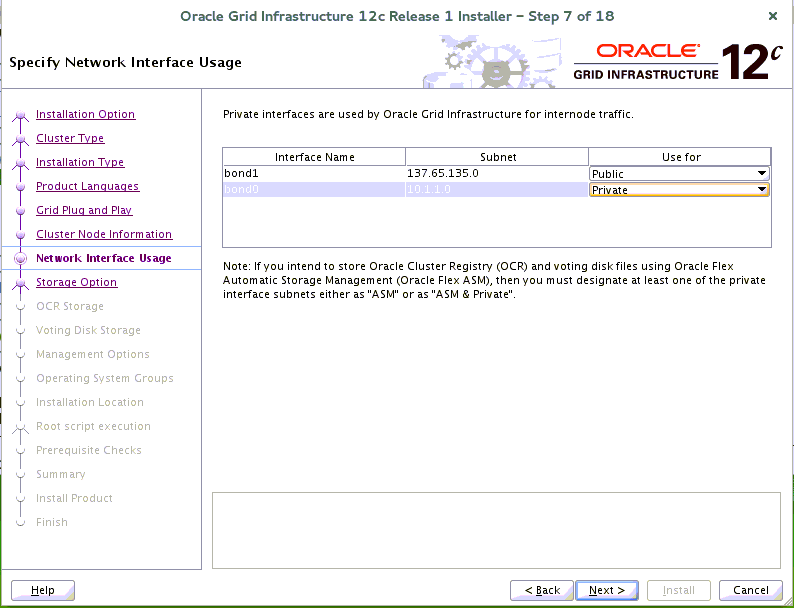 Oracle Grid Infrastructure 12c Release 1 Installer – Step 7 of 18
Specify Network Interface Usage
ORACLE
GRID INFRASTRUCTURE
12c
Installation Option
Cluster Type
Installation Type
Product Languages
Grid Plug and Play
Cluster Node Information
Network Interface Usage
Storage Option
OCR Storage
Voting Disk Storage
Management Options
Operating System Groups
Installation Location
Root script execution
Prerequisite Checks
Summary
Install Product
Finish
Private interfaces are used by Oracle Grid Infrastructure for internode traffic.
Interface Name Subnet Use for
bond1 137.65.135.0 Public
bond0 10.1.1.0 Private
Note: If you intend to store Oracle Cluster Registry (OCR) and voting disk files using Oracle Flex
Automatic Storage Management (Oracle Flex ASM), then you must designate at least one of the private
interface subnets either as "ASM" or as "ASM & Private".
Help < Back Next > Install Cancel